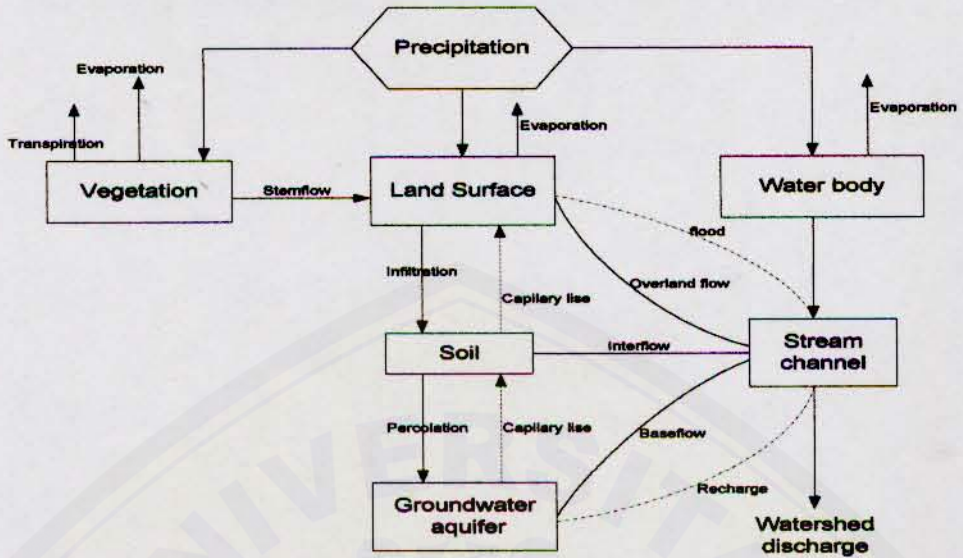 Precipitation
Evaporation
Transpiration
Evaporation
Evaporation
Vegetation
Stemflow
Land Surface
Water body
flood
Infiltration
Capilary lise
Overland flow
Soil
Interflow
Stream
channel
Percolation
Capilary lise
Baseflow
Groundwater
aquifer
Recharge
Watershed
discharge
UNIVERSIT